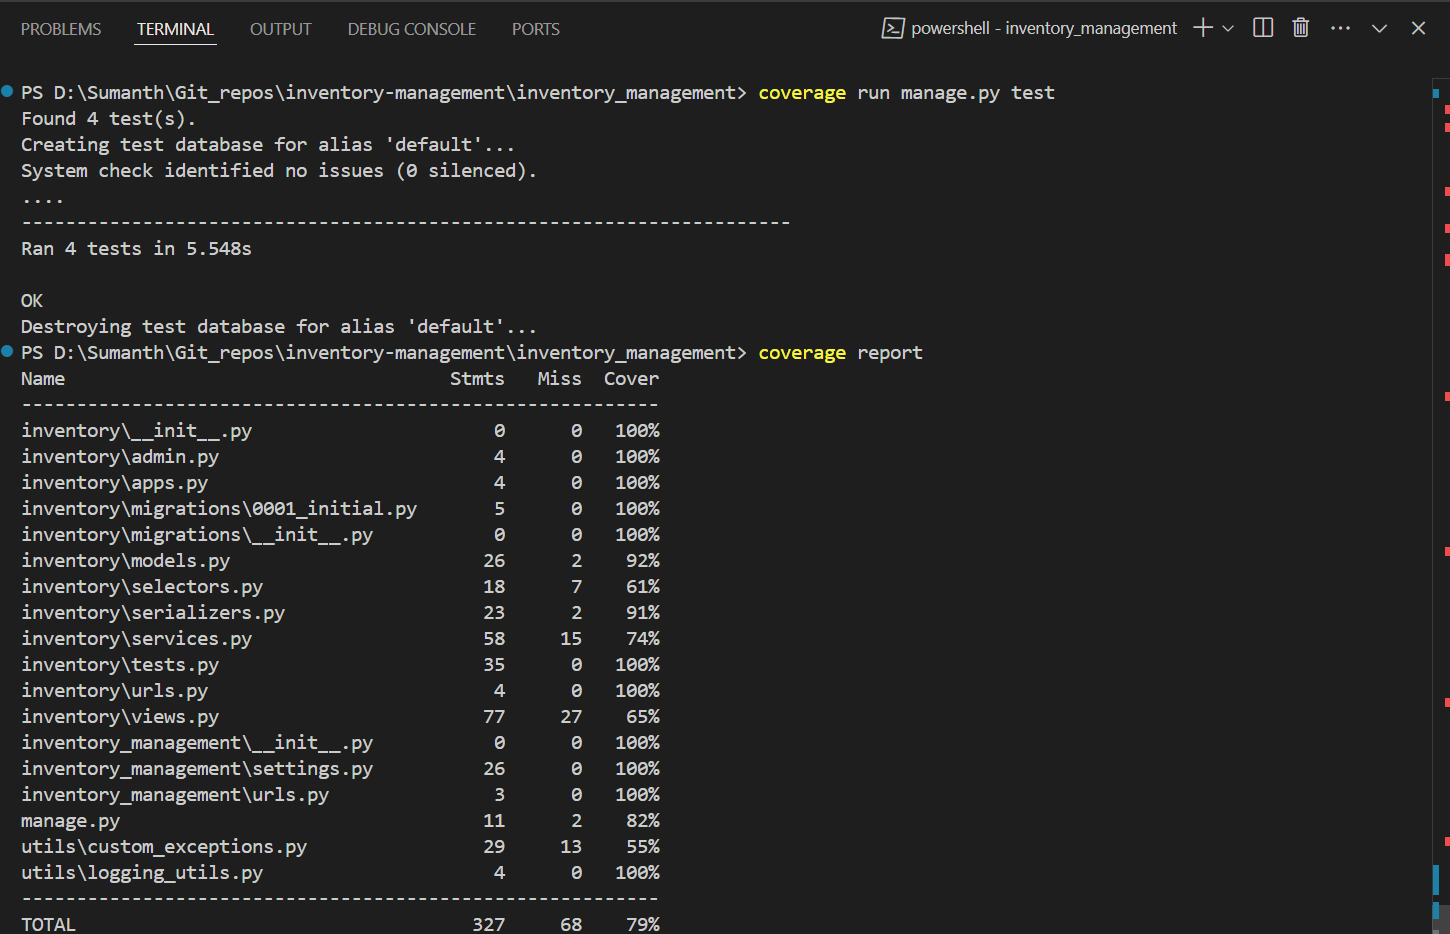 PROBLEMS TERMINAL OUTPUT DEBUG CONSOLE PORTS powershell - inventory_management
PS D:\Sumanth\Git_repos\inventory-management\inventory_management> coverage run manage.py test
Found 4 test(s).
Creating test database for alias 'default'...
System check identified no issues (0 silenced).
....
----------------------------------------------------------------------
Ran 4 tests in 5.548s
OK
Destroying test database for alias 'default'...
PS D:\Sumanth\Git_repos\inventory-management\inventory_management> coverage report
Name                                   Stmts   Miss  Cover
----------------------------------------------------------
inventory\__init__.py                      0      0   100%
inventory\admin.py                         4      0   100%
inventory\apps.py                          4      0   100%
inventory\migrations\0001_initial.py       5      0   100%
inventory\migrations\__init__.py           0      0   100%
inventory\models.py                       26      2    92%
inventory\selectors.py                    18      7    61%
inventory\serializers.py                  23      2    91%
inventory\services.py                     58     15    74%
inventory\tests.py                        35      0   100%
inventory\urls.py                          4      0   100%
inventory\views.py                        77     27    65%
inventory_management\__init__.py           0      0   100%
inventory_management\settings.py          26      0   100%
inventory_management\urls.py               3      0   100%
manage.py                                 11      2    82%
utils\custom_exceptions.py                29     13    55%
utils\logging_utils.py                     4      0   100%
----------------------------------------------------------
TOTAL                                    327     68    79%